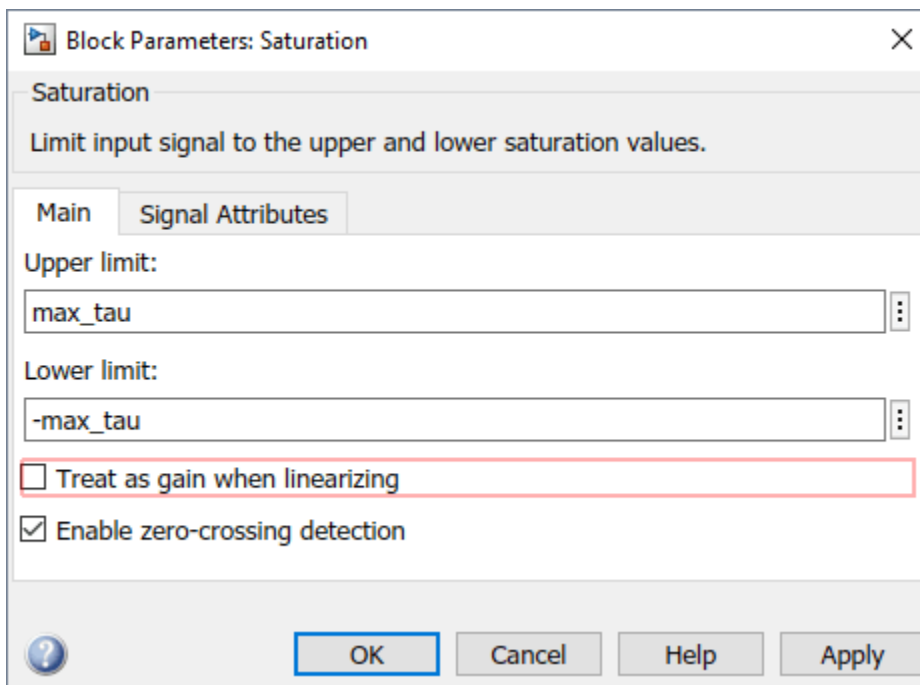 Block Parameters: Saturation
Saturation
Limit input signal to the upper and lower saturation values.
Main Signal Attributes
Upper limit:
max_tau
Lower limit:
-max_tau
Treat as gain when linearizing
Enable zero-crossing detection
? OK Cancel Help Apply